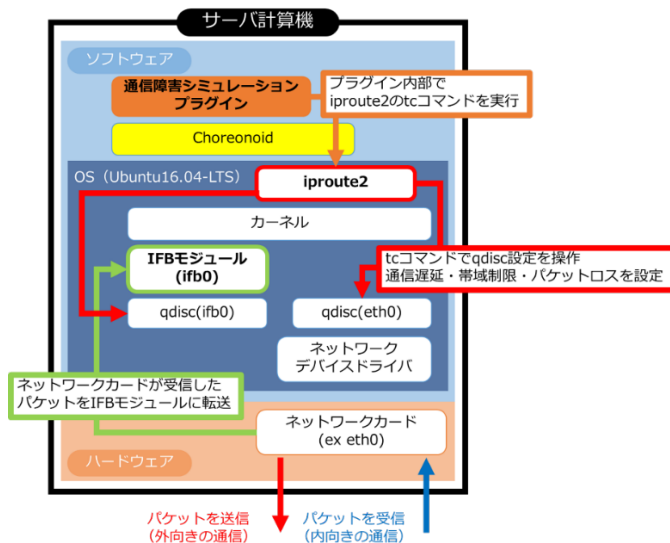 サーバ計算機
ソフトウェア
通信障害シミュレーション
プラグイン
プラグイン内部で
iproute2のtcコマンドを実行
Choreonoid
OS（Ubuntu16.04-LTS）
iproute2
カーネル
IFBモジュール
(ifb0)
tcコマンドでqdisc設定を操作
通信遅延・帯域制限・パケットロスを設定
qdisc(ifb0)
qdisc(eth0)
ネットワーク
デバイスドライバ
ネットワークカードが受信した
パケットをIFBモジュールに転送
ネットワークカード
(ex eth0)
ハードウェア
パケットを送信
（外向きの通信）
パケットを受信
（内向きの通信）